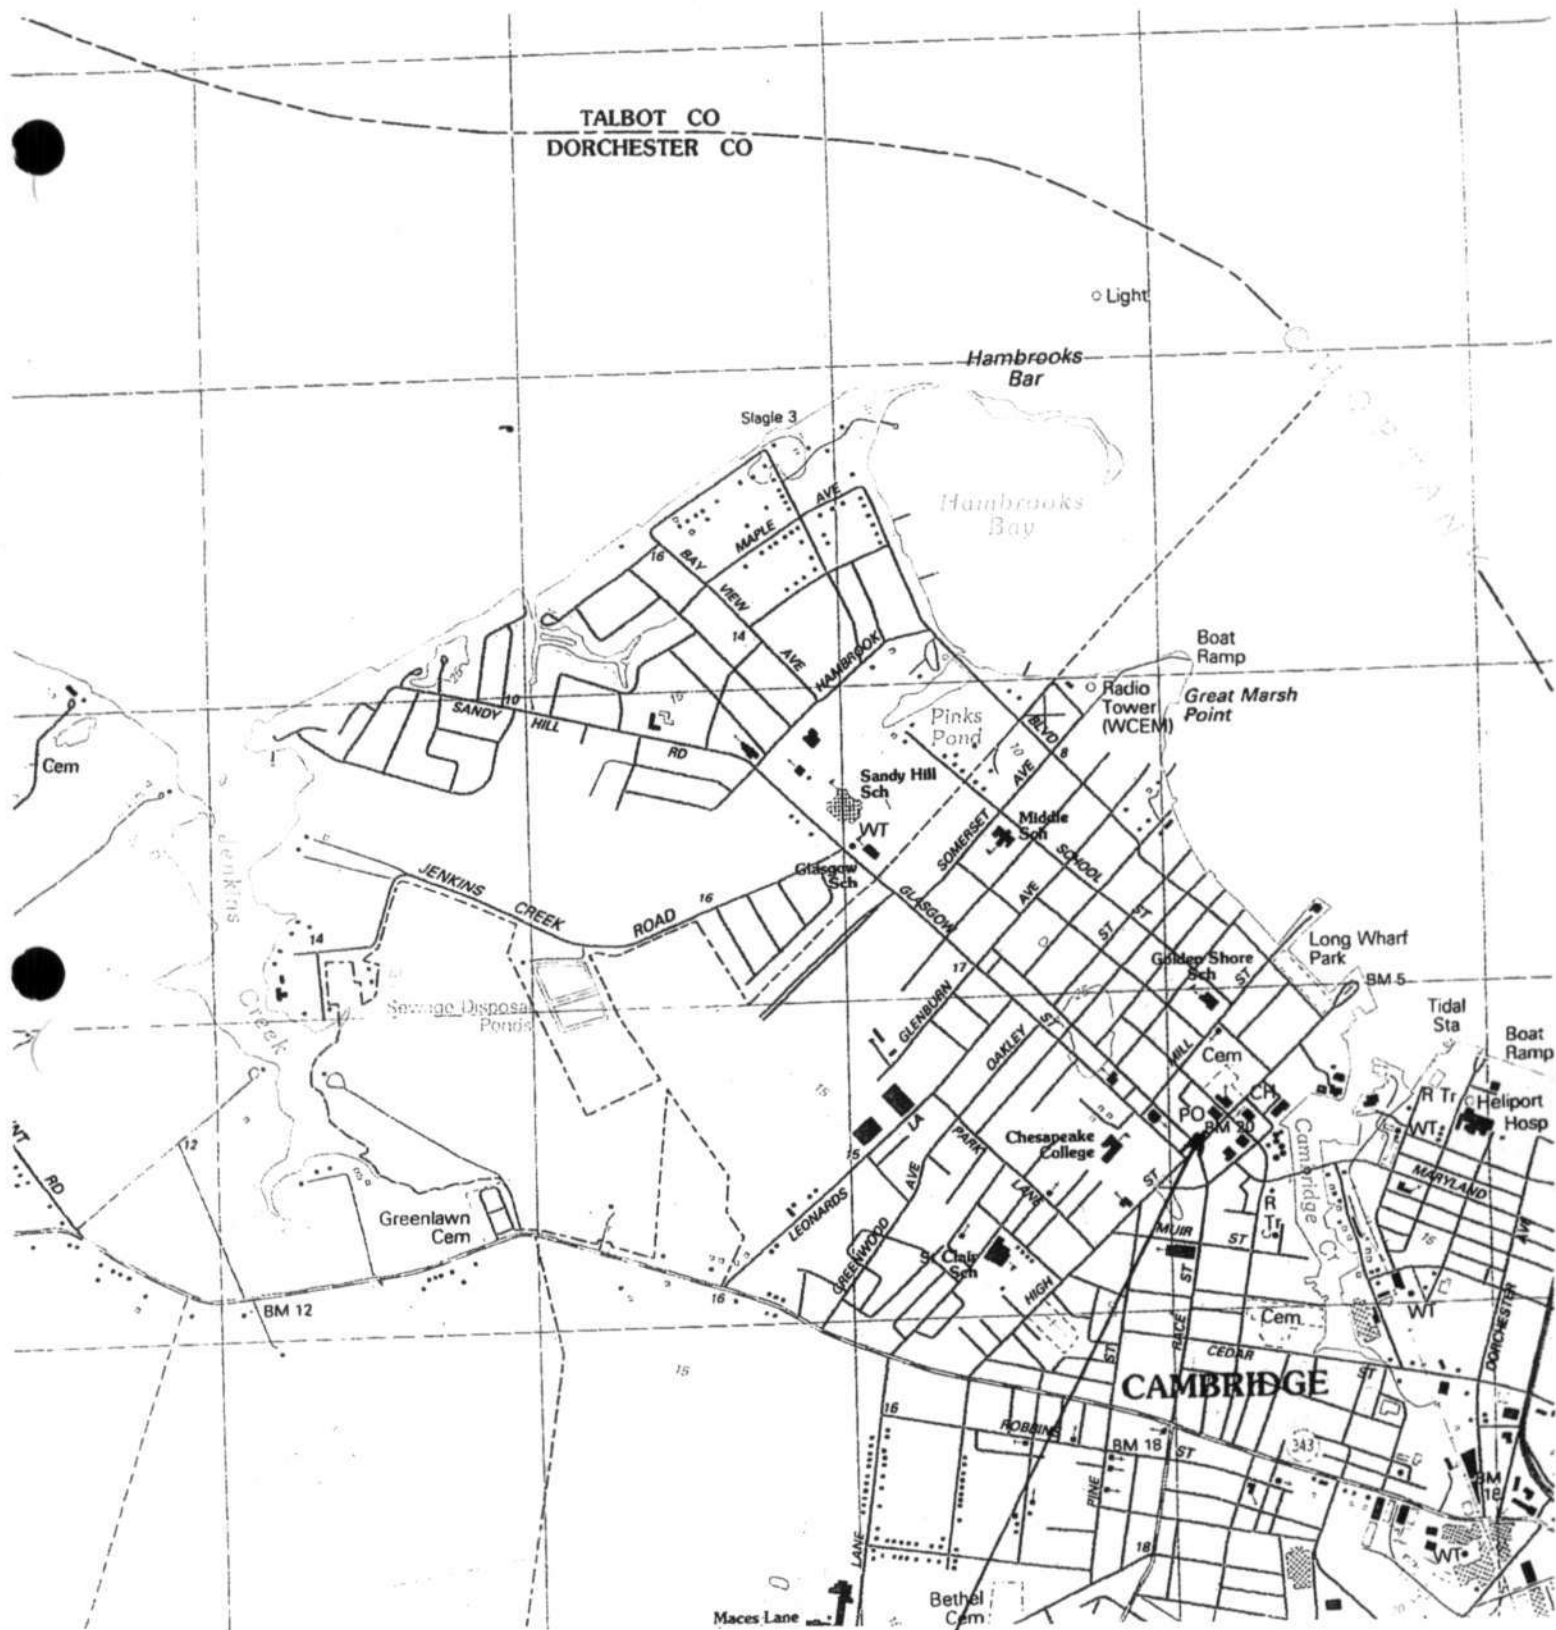 TALBOT CO
DORCHESTER CO
Light
Hambrooks
Bar
Slagle 3
Hambrooks
Bay
MAPLE AVE
16
BAY VIEW AVE
14
HAMBROOK
Boat
Ramp
Radio
Tower
(WCEM)
Great Marsh
Point
Pinks
Pond
BLVD
8
10
SANDY HILL RD
10
15
Cem
Sandy Hill
Sch
WT
Glasgow
Sch
SOMERSET AVE
Middle
Sch
SCHOOL ST
GLASGOW ST
JENKINS CREEK ROAD
16
Jenkins Creek
14
Sewage Disposal
Ponds
17
GLENBURN AVE
OAKLEY ST
Golden Shore
Sch
Long Wharf
Park
BM 5
Tidal
Sta
Boat
Ramp
MILL ST
Cem
CH
PO
BM 20
R Tr
WT
Heliport
Hosp
15
12
RD
Greenlawn
Cem
BM 12
LEONARDS LA
15
16
PARK LANE
GREENWOOD AVE
Chesapeake
College
St Clair
Sch
HIGH ST
MUIR ST
RACE ST
R
Tr
Cambridge Cr
MARYLAND AVE
15
WT
DORCHESTER
Cem
CEDAR ST
CAMBRIDGE
15
16
ROBBINS ST
BM 18
343
PINE ST
18
BM
18
WT
LANE
Bethel
Cem
Maces Lane